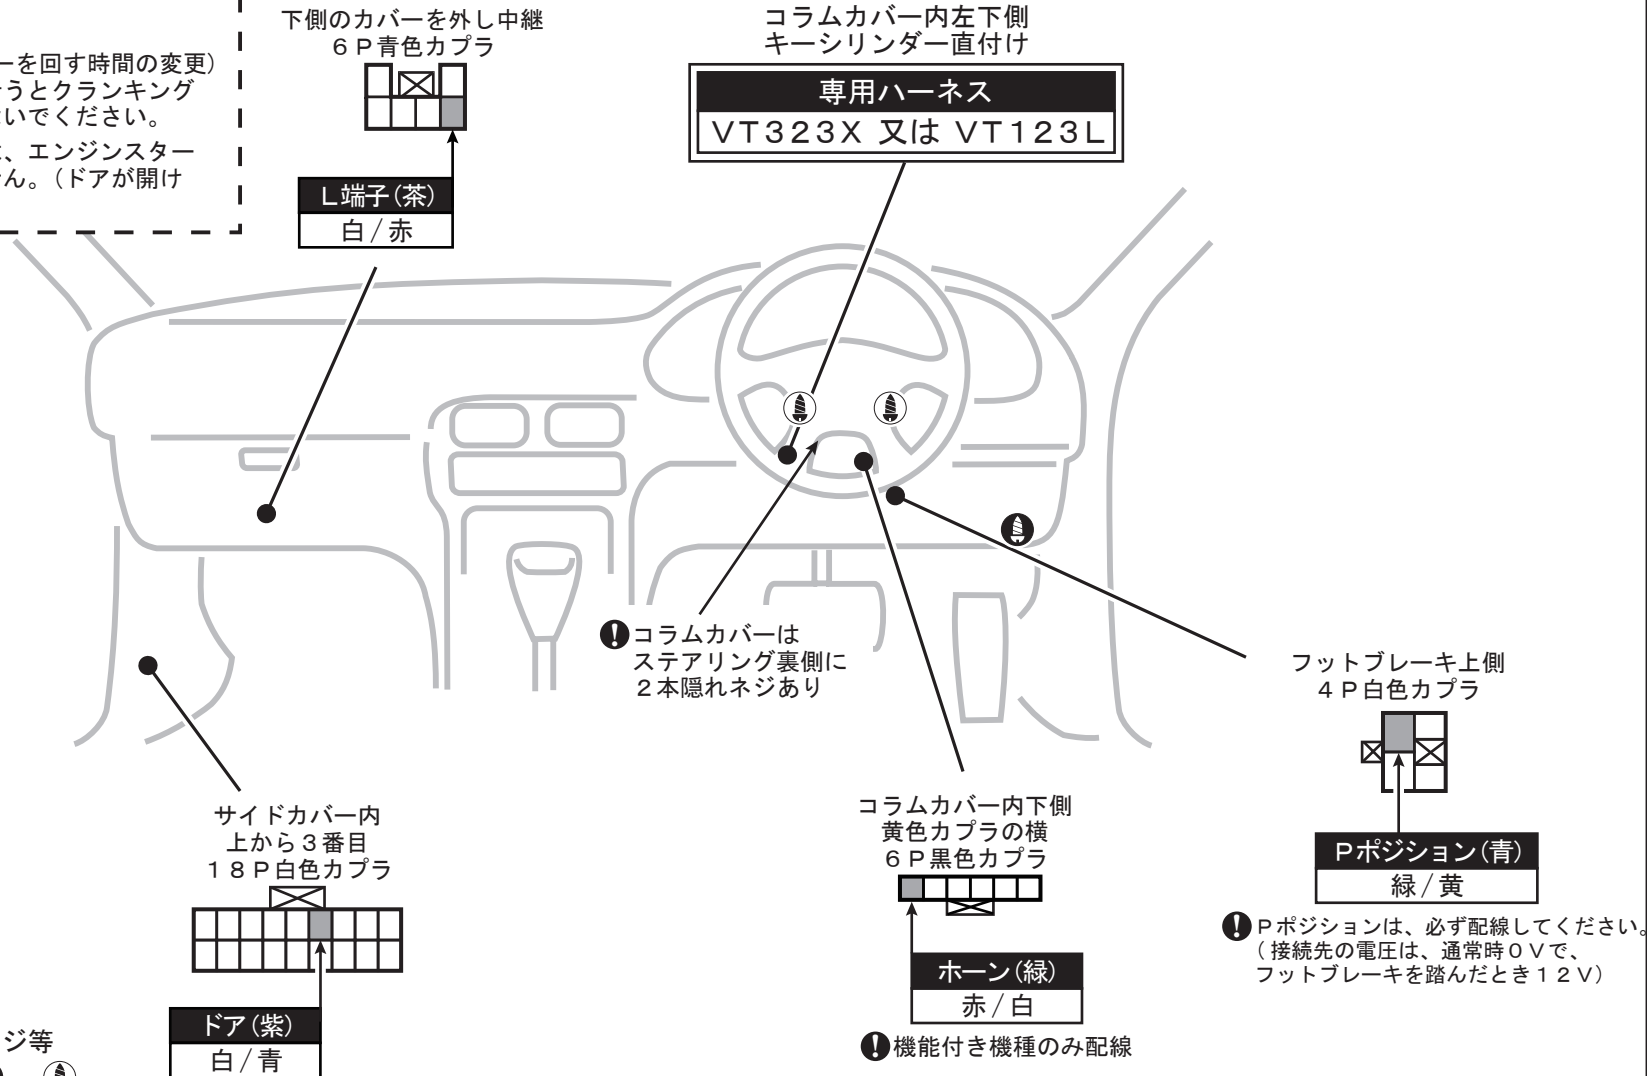 ーを回す時間の変更）
うとクランキング
いでください。
、エンジンスター
ん。（ドアが開け
下側のカバーを外し中継
６Ｐ青色カプラ
Ｌ端子（茶）
白／赤
コラムカバー内左下側
キーシリンダー直付け
専用ハーネス
ＶＴ３２３Ｘ 又は ＶＴ１２３Ｌ
コラムカバーは
ステアリング裏側に
２本隠れネジあり
フットブレーキ上側
４Ｐ白色カプラ
Ｐポジション（青）
緑／黄
Ｐポジションは、必ず配線してください。
（接続先の電圧は、通常時０Ｖで、
フットブレーキを踏んだとき１２Ｖ）
サイドカバー内
上から３番目
１８Ｐ白色カプラ
ドア（紫）
白／青
コラムカバー内下側
黄色カプラの横
６Ｐ黒色カプラ
ホーン（緑）
赤／白
機能付き機種のみ配線
ジ等